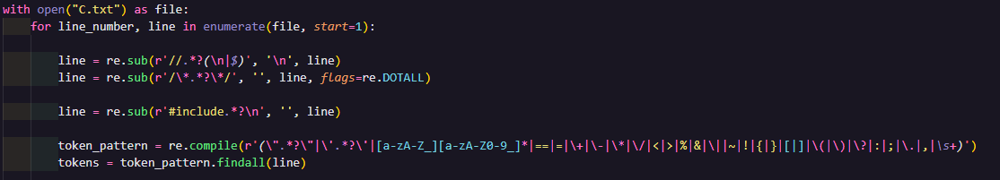 with open("C.txt") as file:
    for line_number, line in enumerate(file, start=1):
        line = re.sub(r'//.*?(\n|$)', '\n', line)
        line = re.sub(r'/\*.*?\*/', '', line, flags=re.DOTALL)
        line = re.sub(r'#include.*?\n', '', line)
        token_pattern = re.compile(r'(\".*?\"|\'.*?\'|[a-zA-Z_][a-zA-Z0-9_]*|==|=|\+|\-|\*|\/|<|>|%|&|\||~|!|{|}|[|]|\(|\)|\?|:|;|\.|,|\s+)')
        tokens = token_pattern.findall(line)